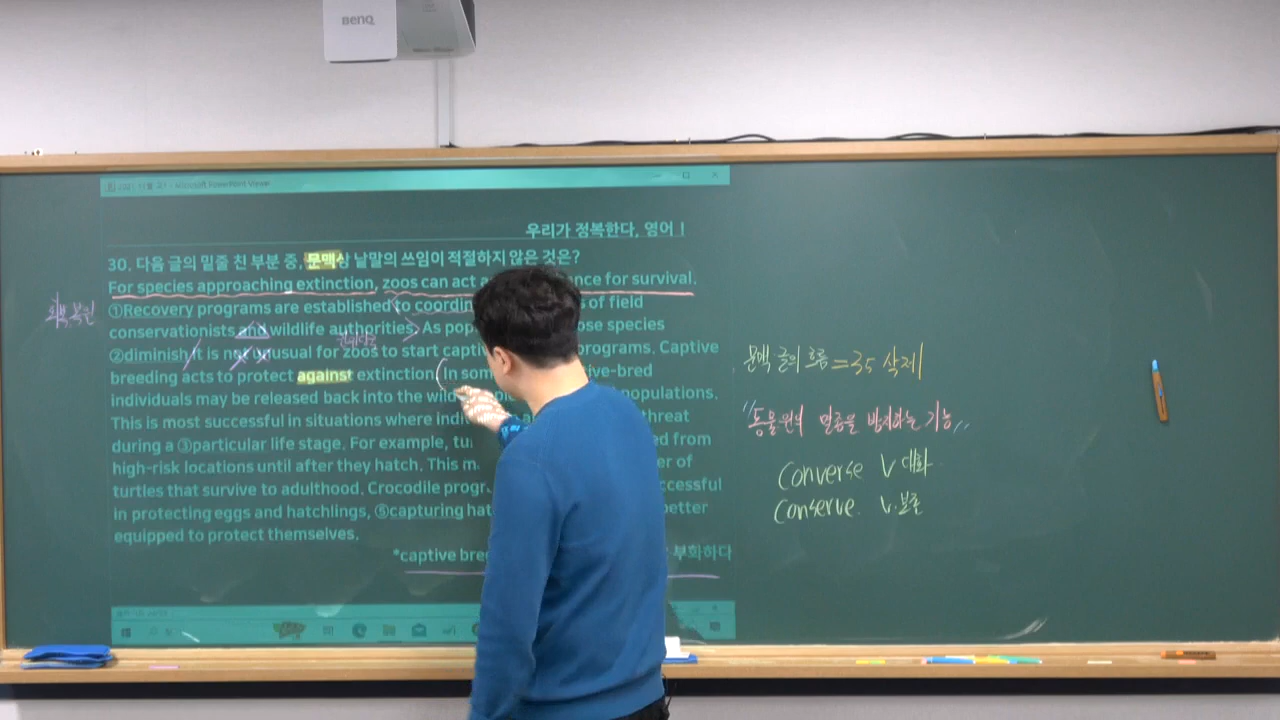 BenQ
Microsoft PowerPoint Viewer
우리가 정복한다, 영어 !
30. 다음 글의 밑줄 친 부분 중, 문맥상 낱말의 쓰임이 적절하지 않은 것은?
For species approaching extinction, zoos can act a nce for survival.
①Recovery programs are established coordin s of field
회복, 복원
conservationists and wildlife authorities. As pop ose species
②diminish it is not unusual for zoos to start capti programs. Captive
breeding acts to protect against extinction. In som ive-bred
individuals may be released back into the wild populations.
This is most successful in situations where indi threat
during a ③particular life stage. For example, tu ed from
high-risk locations until after they hatch. This m er of
turtles that survive to adulthood. Crocodile progr ccessful
in protecting eggs and hatchlings, ⑤capturing hat better
equipped to protect themselves.
*captive bree 부화하다
문맥 글의 흐름 = 35 삭제
"동물원의 멸종을 방지하는 기능"
Converse V 대화
Conserve. V. 보존